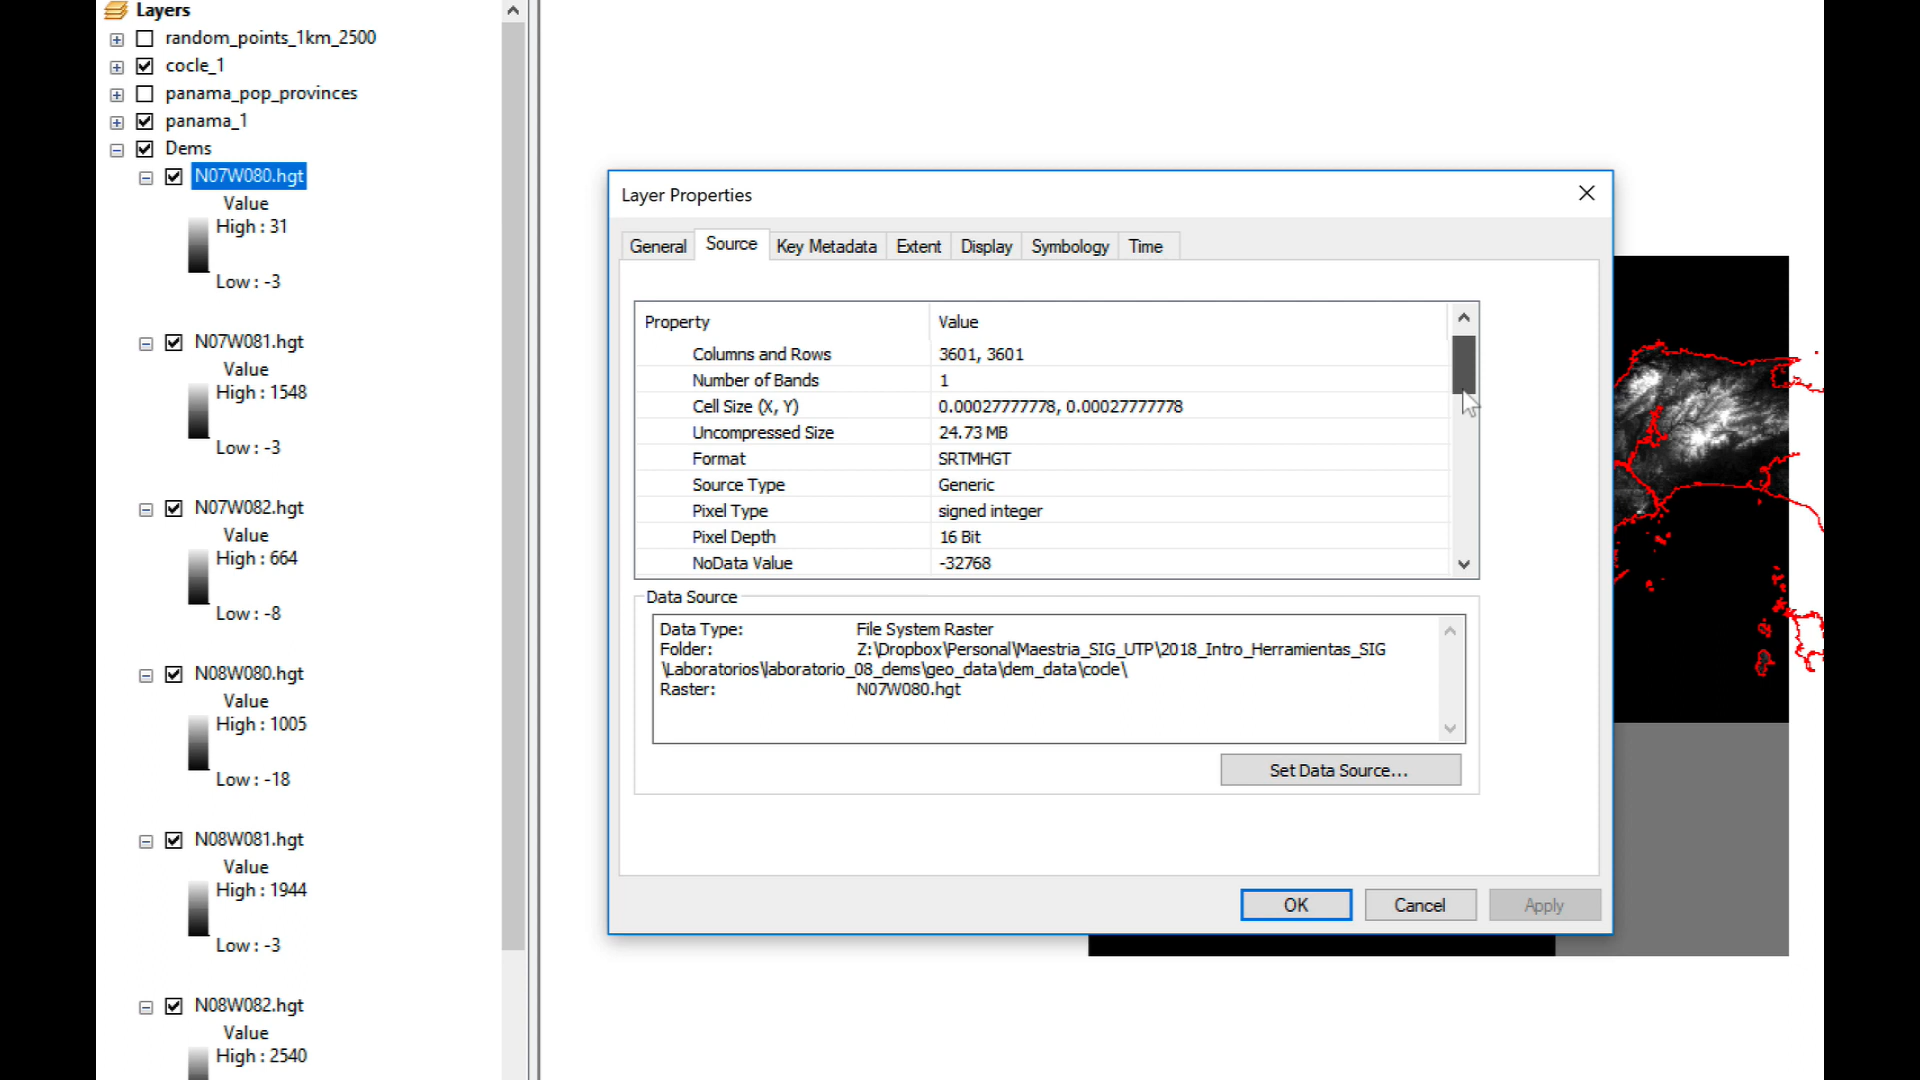 Layers
random_points_1km_2500
cocle_1
panama_pop_provinces
panama_1
Dems
N07W080.hgt
Value
High : 31
Low : -3
N07W081.hgt
Value
High : 1548
Low : -3
N07W082.hgt
Value
High : 664
Low : -8
N08W080.hgt
Value
High : 1005
Low : -18
N08W081.hgt
Value
High : 1944
Low : -3
N08W082.hgt
Value
High : 2540
Layer Properties
General Source Key Metadata Extent Display Symbology Time
Property Value
Columns and Rows 3601, 3601
Number of Bands 1
Cell Size (X, Y) 0.00027777778, 0.00027777778
Uncompressed Size 24.73 MB
Format SRTMHGT
Source Type Generic
Pixel Type signed integer
Pixel Depth 16 Bit
NoData Value -32768
Data Source
Data Type: File System Raster
Folder: Z:\Dropbox\Personal\Maestria_SIG_UTP\2018_Intro_Herramientas_SIG
\Laboratorios\laboratorio_08_dems\geo_data\dem_data\cocle\
Raster: N07W080.hgt
Set Data Source...
OK Cancel Apply